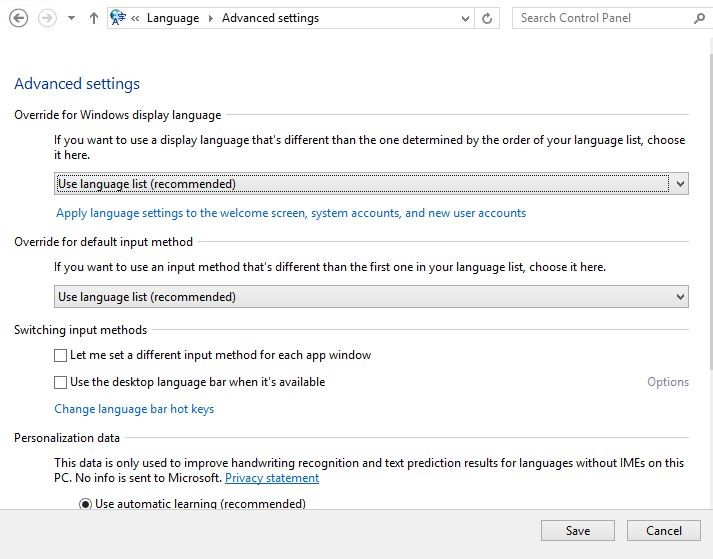 « Language › Advanced settings
Search Control Panel
Advanced settings
Override for Windows display language
If you want to use a display language that's different than the one determined by the order of your language list, choose
it here.
Use language list (recommended)
Apply language settings to the welcome screen, system accounts, and new user accounts
Override for default input method
If you want to use an input method that's different than the first one in your language list, choose it here.
Use language list (recommended)
Switching input methods
Let me set a different input method for each app window
Use the desktop language bar when it's available
Options
Change language bar hot keys
Personalization data
This data is only used to improve handwriting recognition and text prediction results for languages without IMEs on this
PC. No info is sent to Microsoft. Privacy statement
Use automatic learning (recommended)
Save
Cancel